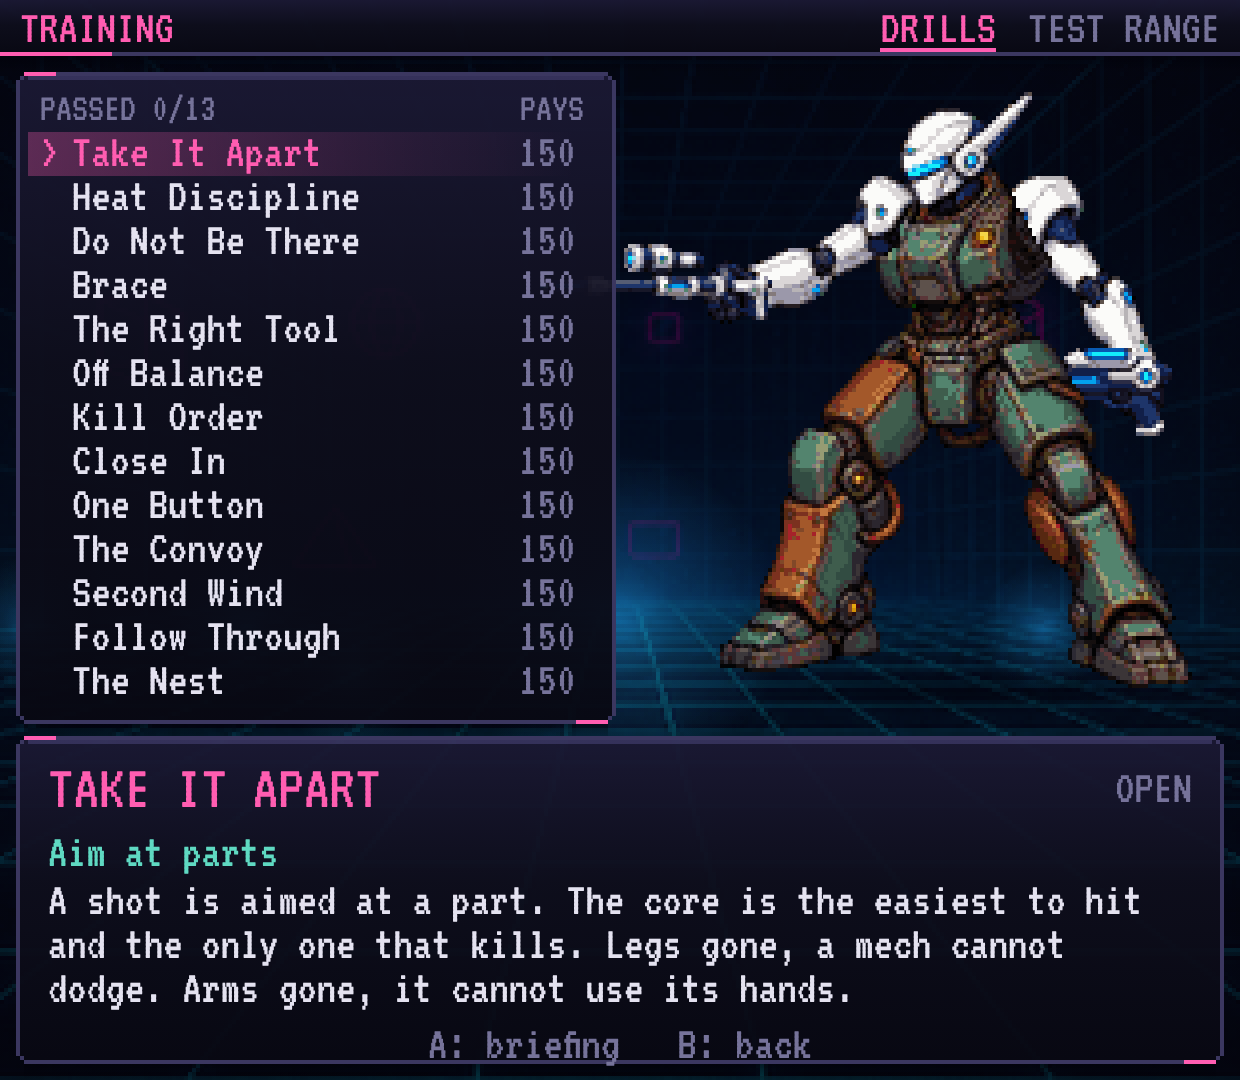 TRAINING DRILLS TEST RANGE
PASSED 0/13 PAYS
> Take It Apart 150
Heat Discipline 150
Do Not Be There 150
Brace 150
The Right Tool 150
Off Balance 150
Kill Order 150
Close In 150
One Button 150
The Convoy 150
Second Wind 150
Follow Through 150
The Nest 150
TAKE IT APART OPEN
Aim at parts
A shot is aimed at a part. The core is the easiest to hit
and the only one that kills. Legs gone, a mech cannot
dodge. Arms gone, it cannot use its hands.
A: briefing B: back